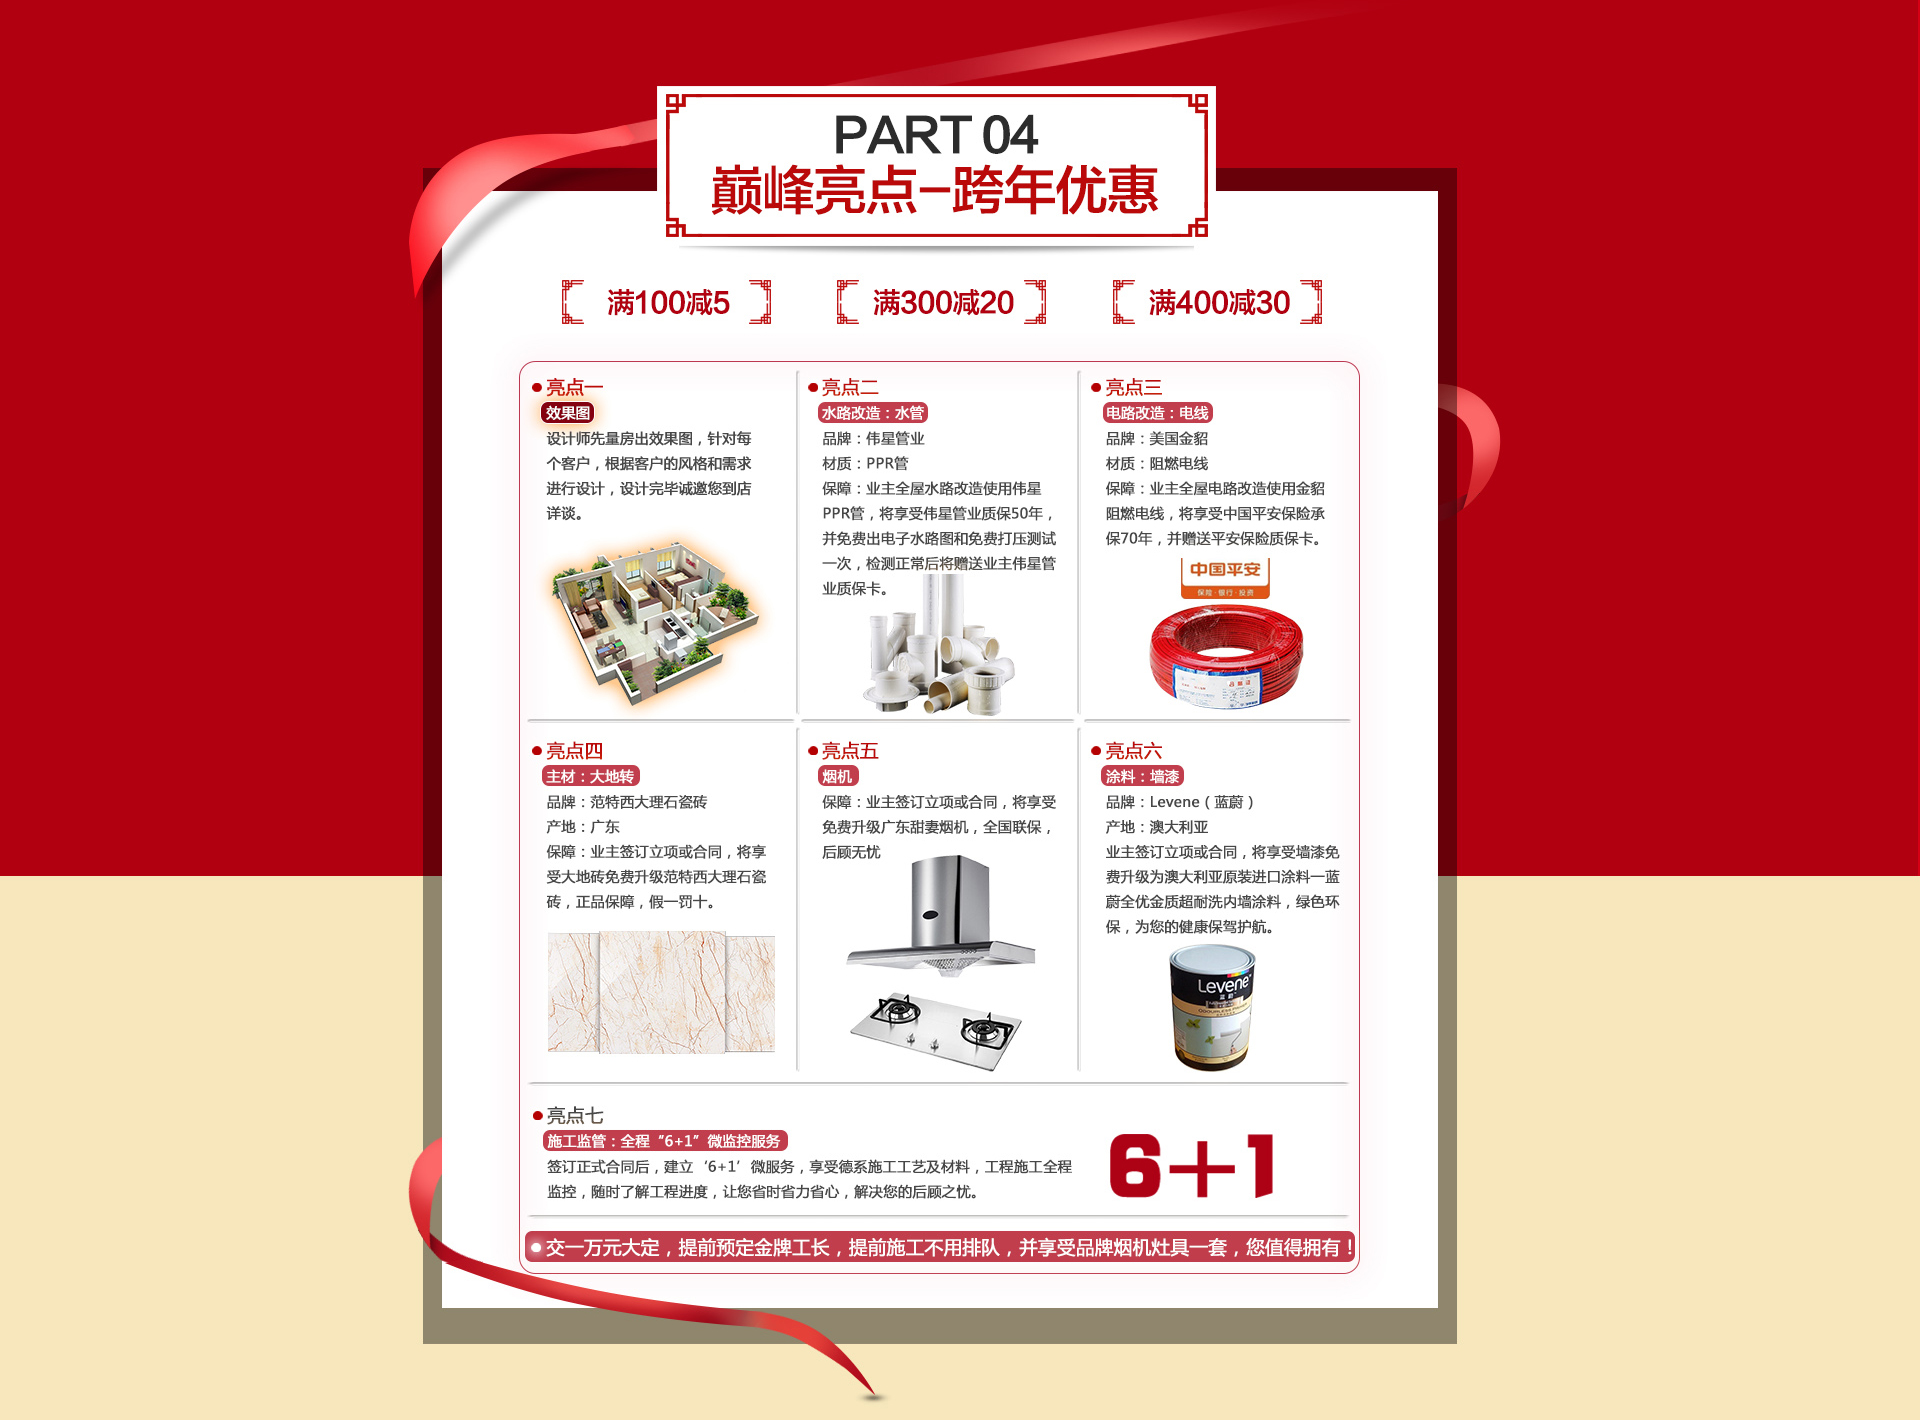 PART 04
巅峰亮点-跨年优惠
满100减5
满300减20
满400减30
亮点一
效果图
设计师先量房出效果图，针对每
个客户，根据客户的风格和需求
进行设计，设计完毕诚邀您到店
详谈。
亮点二
水路改造：水管
品牌：伟星管业
材质：PPR管
保障：业主全屋水路改造使用伟星
PPR管，将享受伟星管业质保50年，
并免费出电子水路图和免费打压测试
一次，检测正常后将赠送业主伟星管
业质保卡。
亮点三
电路改造：电线
品牌：美国金貂
材质：阻燃电线
保障：业主全屋电路改造使用金貂
阻燃电线，将享受中国平安保险承
保70年，并赠送平安保险质保卡。
中国平安
保险·银行·投资
亮点四
主材：大地转
品牌：范特西大理石瓷砖
产地：广东
保障：业主签订立项或合同，将享
受大地砖免费升级范特西大理石瓷
砖，正品保障，假一罚十。
亮点五
烟机
保障：业主签订立项或合同，将享受
免费升级广东甜妻烟机，全国联保，
后顾无忧
亮点六
涂料：墙漆
品牌：Levene（蓝蔚）
产地：澳大利亚
业主签订立项或合同，将享受墙漆免
费升级为澳大利亚原装进口涂料一蓝
蔚全优金质超耐洗内墙涂料，绿色环
保，为您的健康保驾护航。
Levene
亮点七
施工监管：全程“6+1”微监控服务
签订正式合同后，建立‘6+1’微服务，享受德系施工工艺及材料，工程施工全程
监控，随时了解工程进度，让您省时省力省心，解决您的后顾之忧。
6+1
交一万元大定，提前预定金牌工长，提前施工不用排队，并享受品牌烟机灶具一套，您值得拥有！